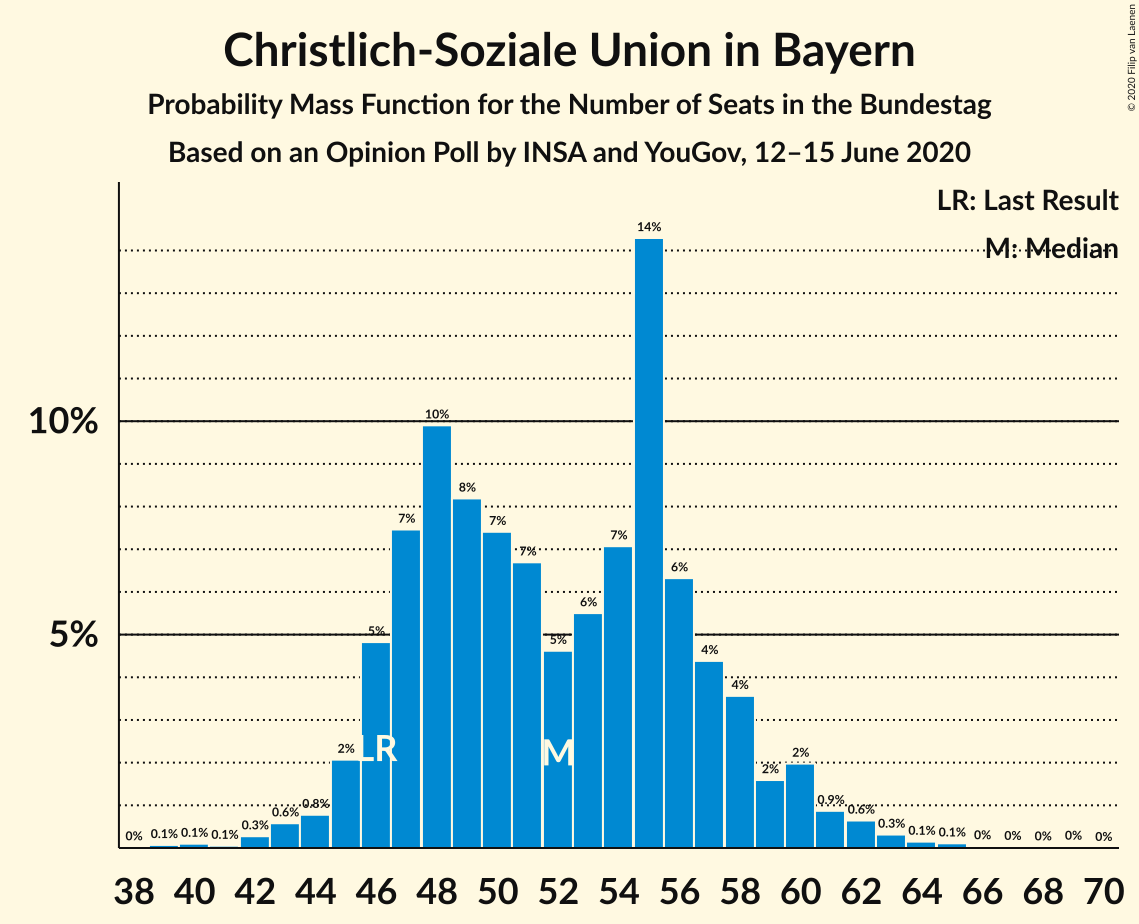 © 2020 Filip van Laenen
Christlich-Soziale Union in Bayern
Probability Mass Function for the Number of Seats in the Bundestag
Based on an Opinion Poll by INSA and YouGov, 12–15 June 2020
LR: Last Result
M: Median
10%
5%
0% 0.1% 0.1% 0.1% 0.3% 0.6% 0.8% 2% 5% 7% 10% 8% 7% 7% 5% 6% 7% 14% 6% 4% 4% 2% 2% 0.9% 0.6% 0.3% 0.1% 0.1% 0% 0% 0% 0% 0%
LR M
38 40 42 44 46 48 50 52 54 56 58 60 62 64 66 68 70